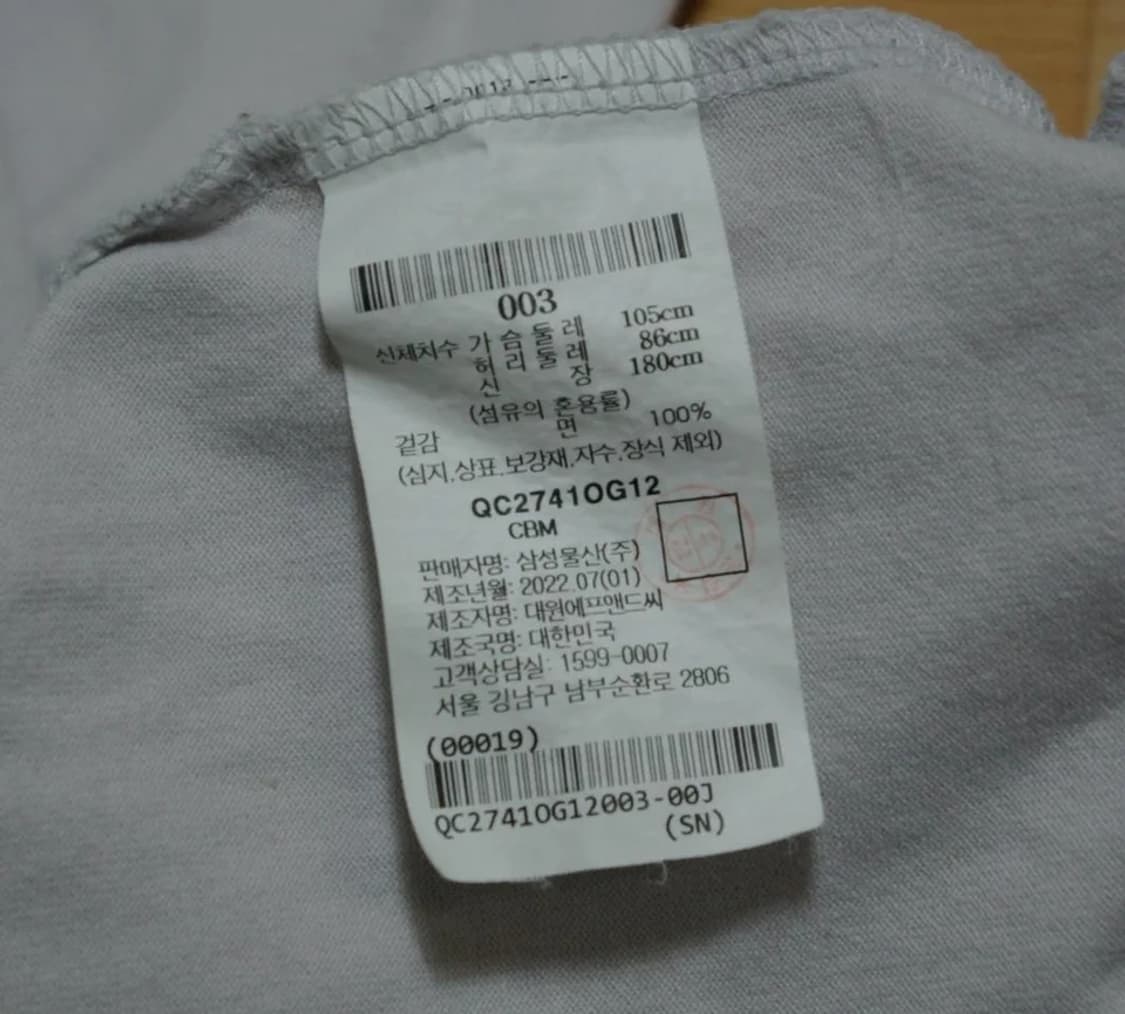 003
신체치수 가슴둘레 105cm
허리둘레 86cm
신 장 180cm
(섬유의 혼용률)
겉감 면 100%
(심지,상표,보강재,자수,장식 제외)
QC2741OG12
CBM
판매자명: 삼성물산(주)
제조년월: 2022.07(01)
제조자명: 대원에프앤드씨
제조국명: 대한민국
고객상담실: 1599-0007
서울 강남구 남부순환로 2806
(00019)
QC2741OG12003-00J
(SN)